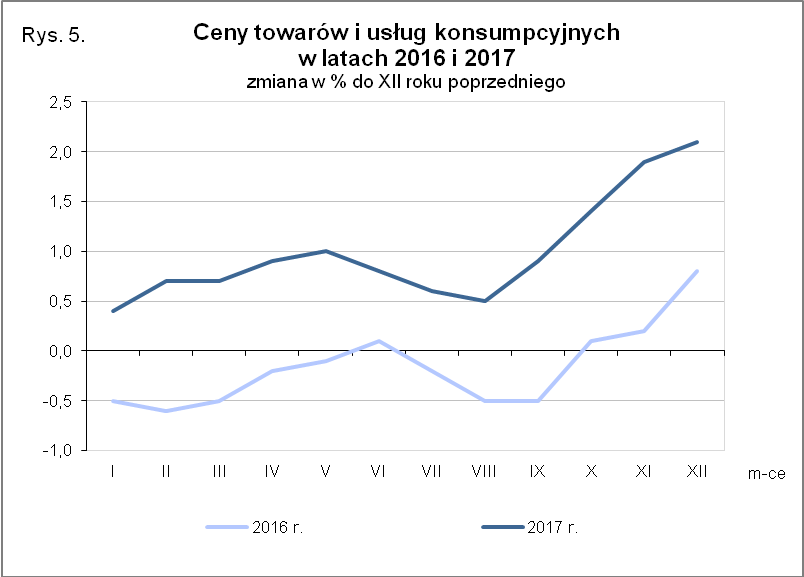 Rys. 5.
Ceny towarów i usług konsumpcyjnych
w latach 2016 i 2017
zmiana w % do XII roku poprzedniego
2,5
2,0
1,5
1,0
0,5
0,0
-0,5
-1,0
I II III IV V VI VII VIII IX X XI XII m-ce
2016 r. 2017 r.